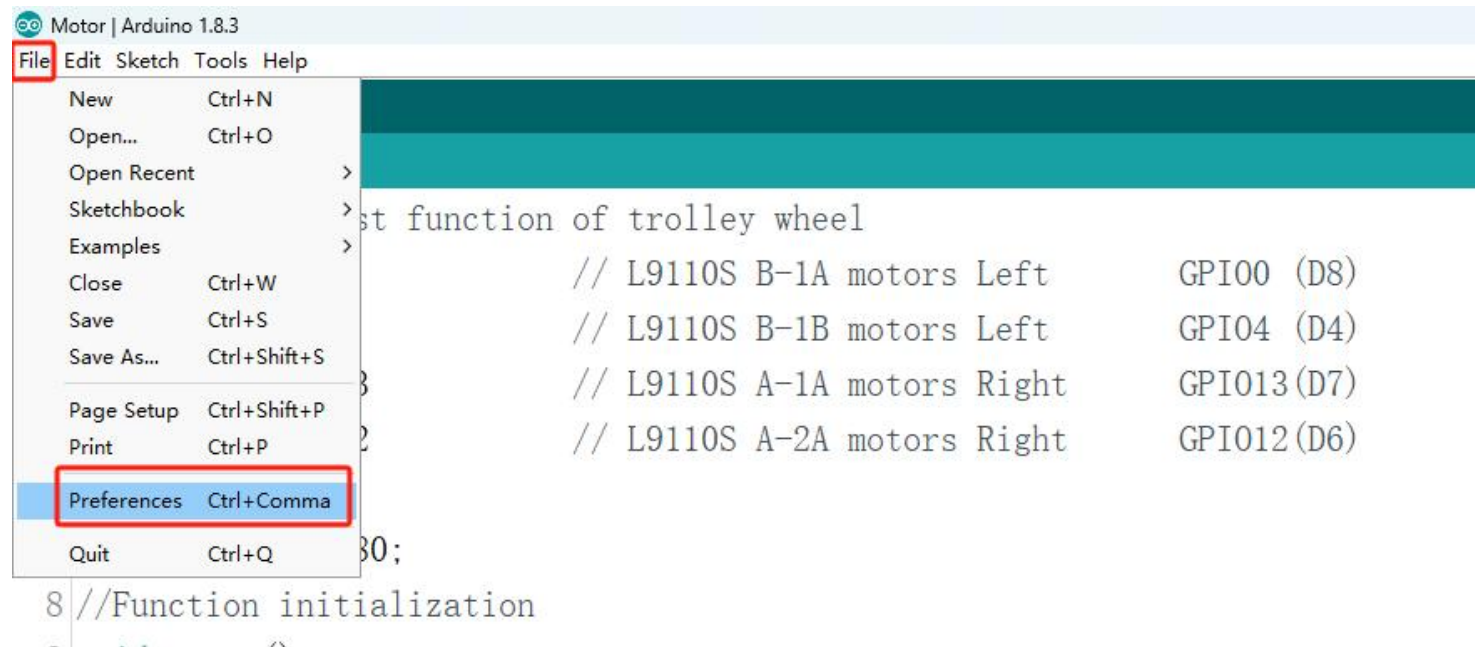 Motor | Arduino 1.8.3
File Edit Sketch Tools Help
New Ctrl+N
Open... Ctrl+O
Open Recent >
Sketchbook >
Examples >
Close Ctrl+W
Save Ctrl+S
Save As... Ctrl+Shift+S
Page Setup Ctrl+Shift+P
Print Ctrl+P
Preferences Ctrl+Comma
Quit Ctrl+Q
st function of trolley wheel
// L9110S B-1A motors Left GPIO0 (D8)
// L9110S B-1B motors Left GPIO4 (D4)
3 // L9110S A-1A motors Right GPIO13(D7)
2 // L9110S A-2A motors Right GPIO12(D6)
80;
8 //Function initialization